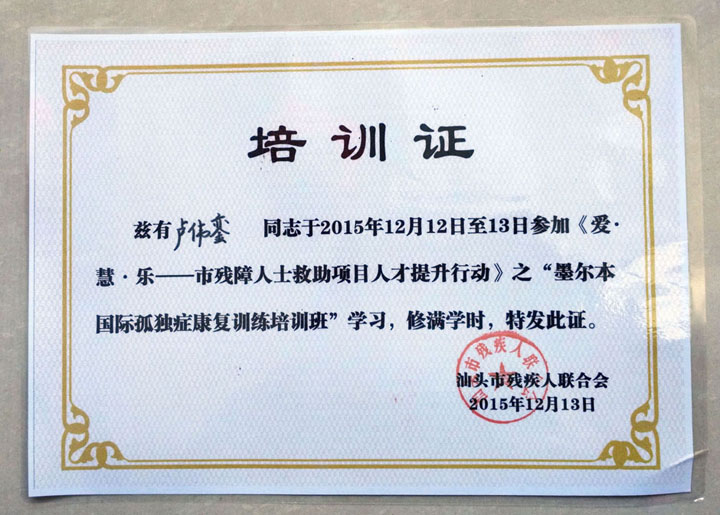 培训证
兹有卢伟銮 同志于2015年12月12日至13日参加《爱·
慧·乐——市残障人士救助项目人才提升行动》之“墨尔本
国际孤独症康复训练培训班”学习，修满学时，特发此证。
汕头市残疾人联合会
2015年12月13日